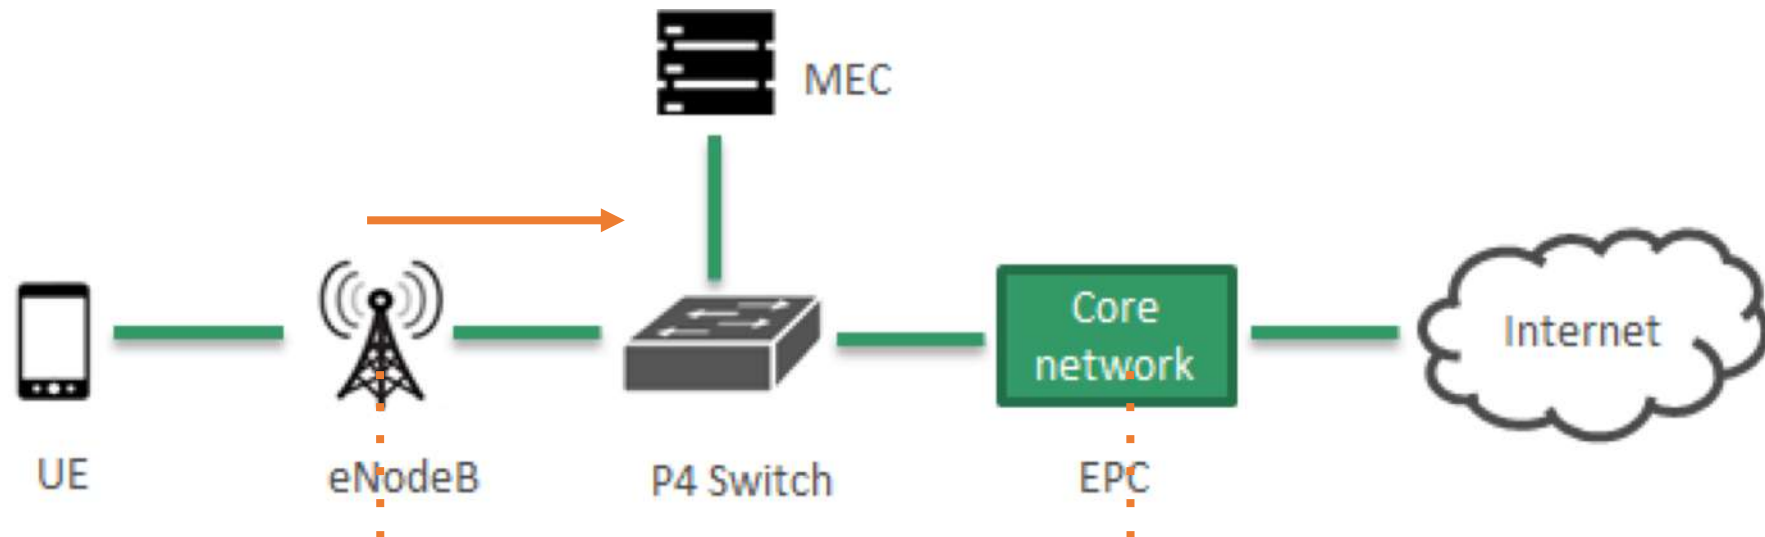 MEC
Core
network
Internet
UE
eNodeB
P4 Switch
EPC